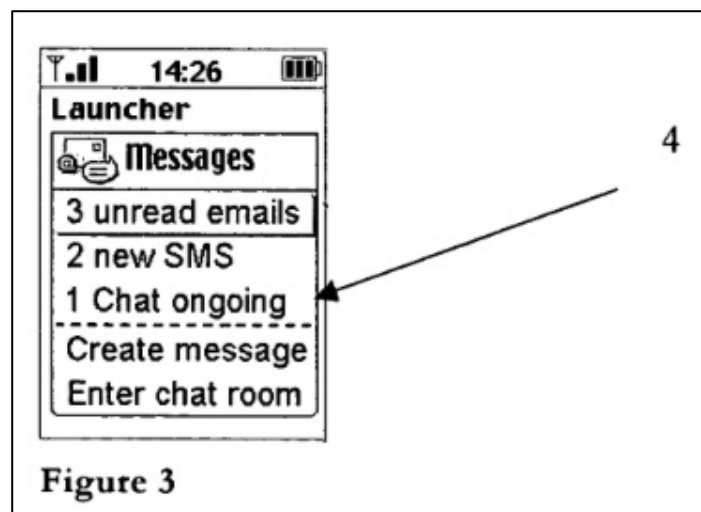 14:26
Launcher
Messages
3 unread emails
2 new SMS
1 Chat ongoing
Create message
Enter chat room
4
Figure 3